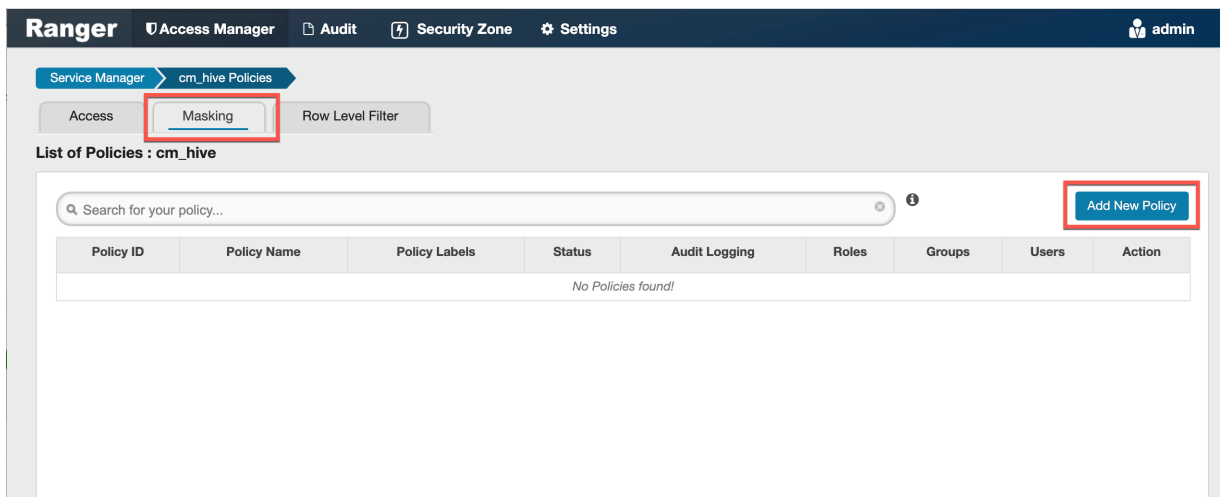 Ranger Access Manager Audit Security Zone Settings admin
Service Manager cm_hive Policies
Access Masking Row Level Filter
List of Policies : cm_hive
Search for your policy... Add New Policy
Policy ID Policy Name Policy Labels Status Audit Logging Roles Groups Users Action
No Policies found!